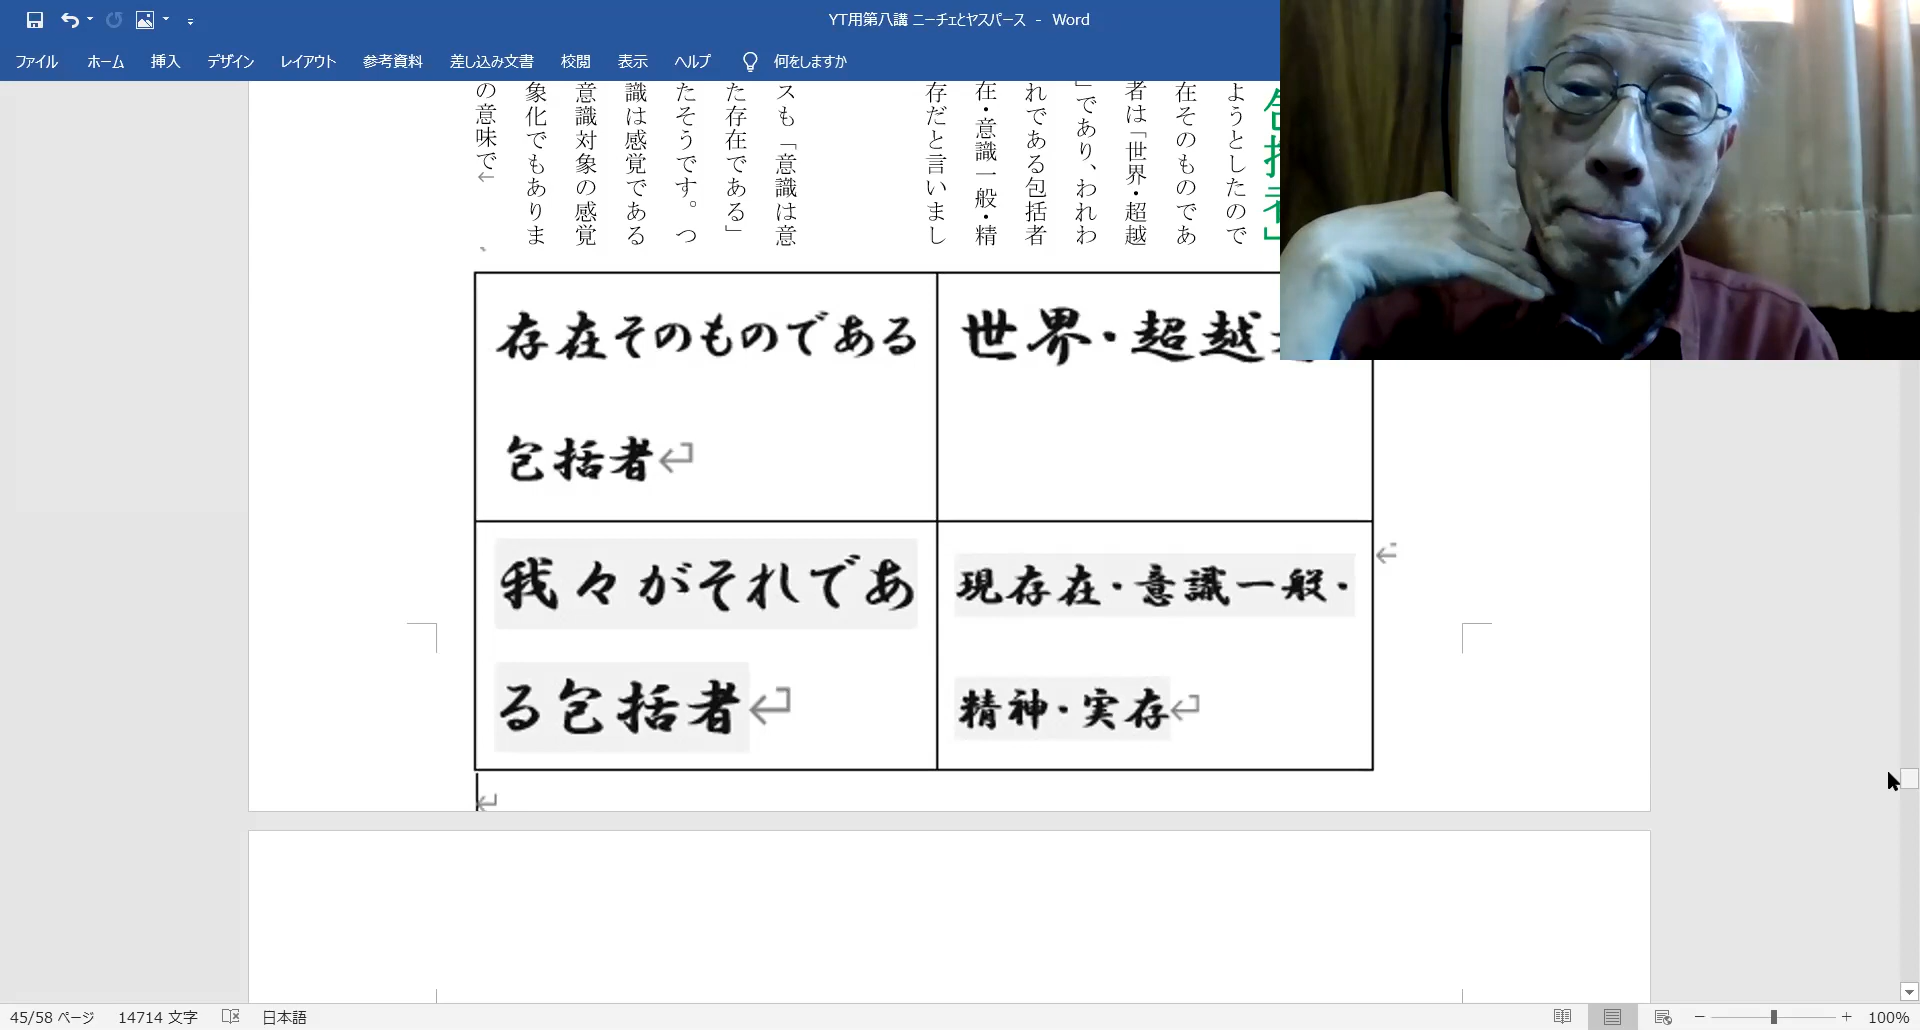 YT用第八講 ニーチェとヤスパース - Word
ファイル ホーム 挿入 デザイン レイアウト 参考資料 差し込み文書 校閲 表示 ヘルプ 何をしますか
ようとしたので
在そのものであ
者は「世界・超越
」であり、われわ
れである包括者
在・意識一般・精
存だと言いまし
スも「意識は意
た存在である」
たそうです。つ
識は感覚である
意識対象の感覚
象化でもありま
の意味で
存在そのものである
包括者
世界・超越
我々がそれであ
る包括者
現存在・意識一般・
精神・実存
45/58 ページ 14714 文字 日本語
100%